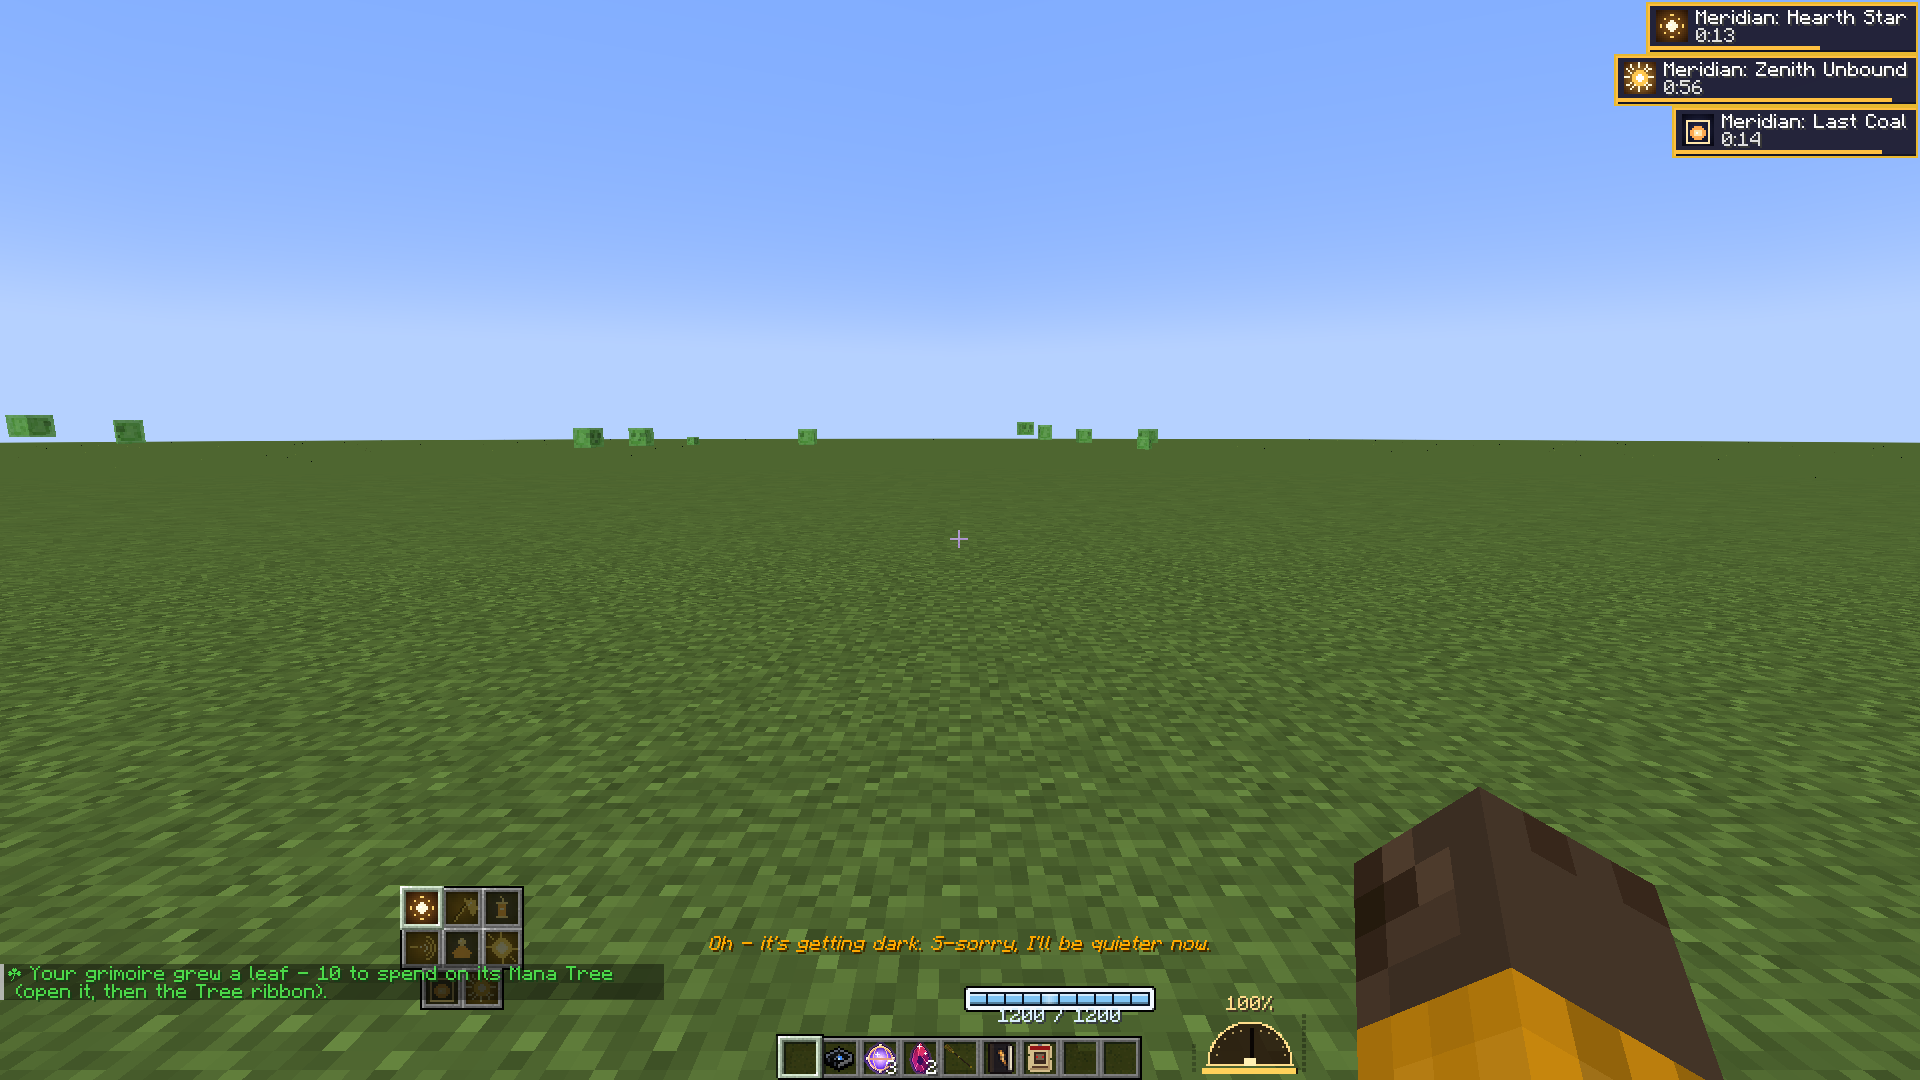 Meridian: Hearth Star
0:13
Meridian: Zenith Unbound
0:56
Meridian: Last Coal
0:14
Oh - it's getting dark. S-sorry, I'll be quieter now.
Your grimoire grew a leaf - 10 to spend on its Mana Tree
(open it, then the Tree ribbon).
1200 / 1200
100%
3
2